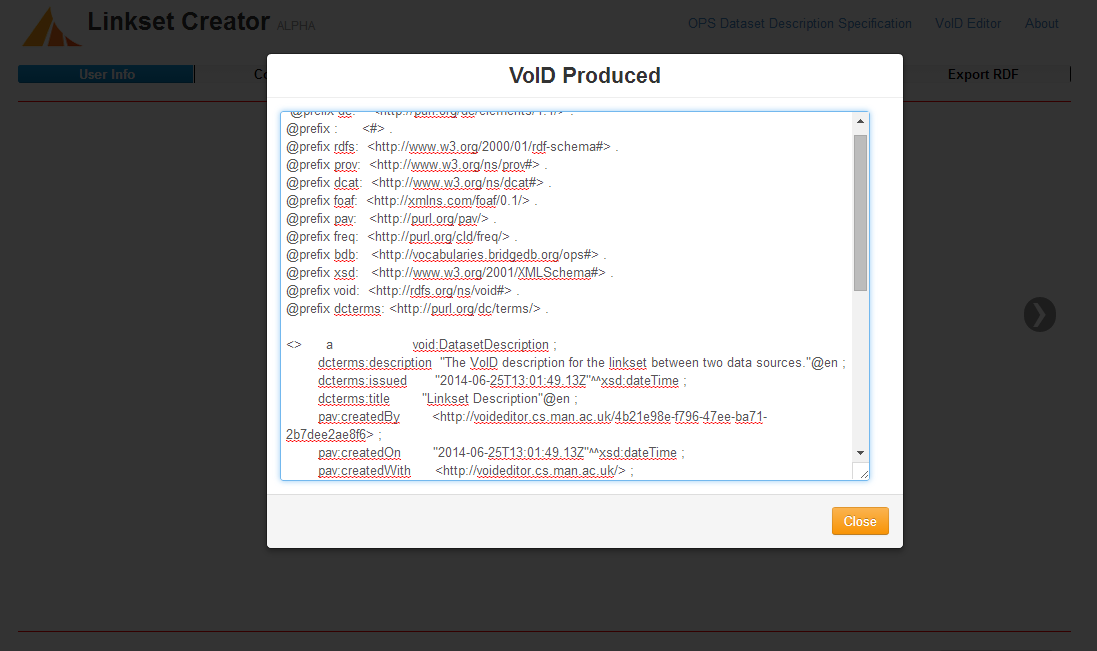 Linkset Creator ALPHA
OPS Dataset Description Specification VoID Editor About
User Info Co Export RDF
VoID Produced
@prefix dc: <http://purl.org/dc/elements/1.1/> .
@prefix : <#> .
@prefix rdfs: <http://www.w3.org/2000/01/rdf-schema#> .
@prefix prov: <http://www.w3.org/ns/prov#> .
@prefix dcat: <http://www.w3.org/ns/dcat#> .
@prefix foaf: <http://xmlns.com/foaf/0.1/> .
@prefix pav: <http://purl.org/pav/> .
@prefix freq: <http://purl.org/cld/freq/> .
@prefix bdb: <http://vocabularies.bridgedb.org/ops#> .
@prefix xsd: <http://www.w3.org/2001/XMLSchema#> .
@prefix void: <http://rdfs.org/ns/void#> .
@prefix dcterms: <http://purl.org/dc/terms/> .
<> a void:DatasetDescription ;
dcterms:description "The VoID description for the linkset between two data sources."@en ;
dcterms:issued "2014-06-25T13:01:49.13Z"^^xsd:dateTime ;
dcterms:title "Linkset Description"@en ;
pav:createdBy <http://voideditor.cs.man.ac.uk/4b21e98e-f796-47ee-ba71-
2b7dee2ae8f6> ;
pav:createdOn "2014-06-25T13:01:49.13Z"^^xsd:dateTime ;
pav:createdWith <http://voideditor.cs.man.ac.uk/> ;
Close